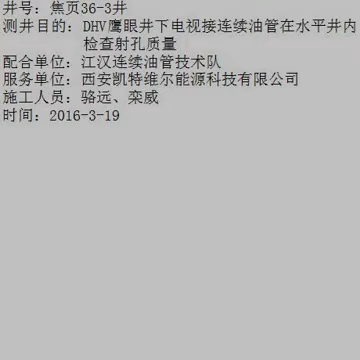 井号：焦页36-3井
测井目的：DHV鹰眼井下电视接连续油管在水平井内
检查射孔质量
配合单位：江汉连续油管技术队
服务单位：西安凯特维尔能源科技有限公司
施工人员：骆远、栾威
时间：2016-3-19